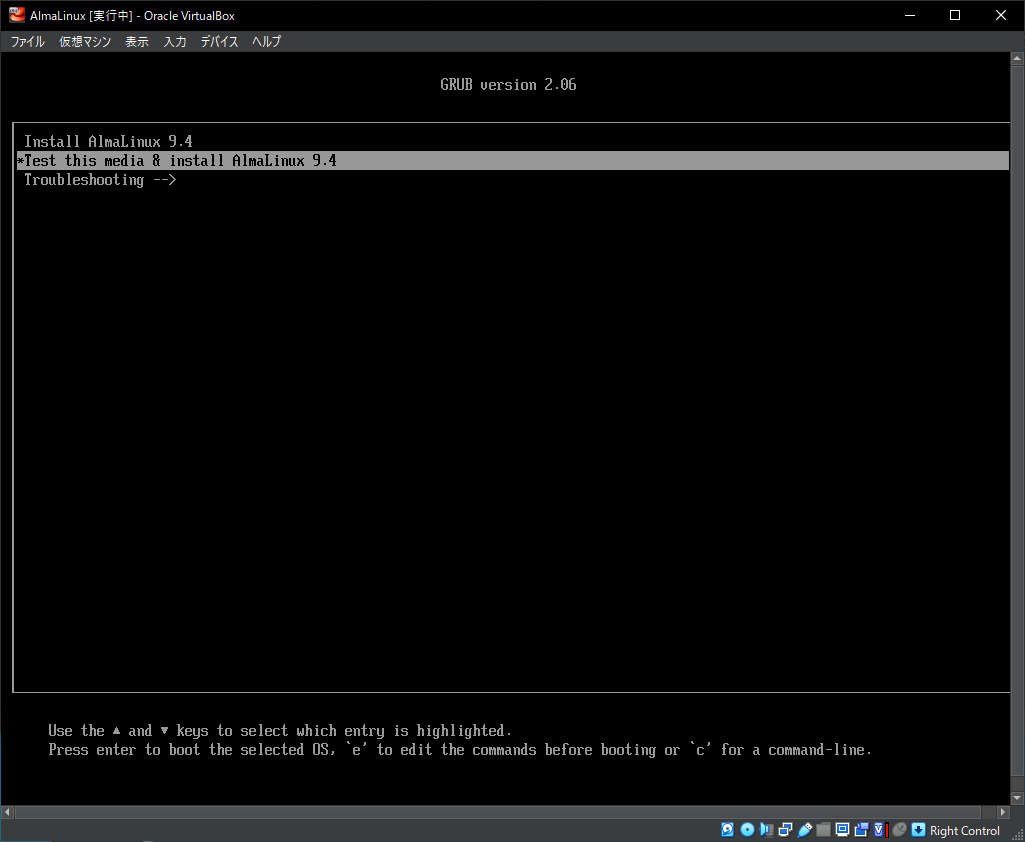 AlmaLinux [実行中] - Oracle VirtualBox
ファイル 仮想マシン 表示 入力 デバイス ヘルプ
GRUB version 2.06
Install AlmaLinux 9.4
*Test this media & install AlmaLinux 9.4
Troubleshooting -->
Use the ▲ and ▼ keys to select which entry is highlighted.
Press enter to boot the selected OS, `e' to edit the commands before booting or `c' for a command-line.
Right Control